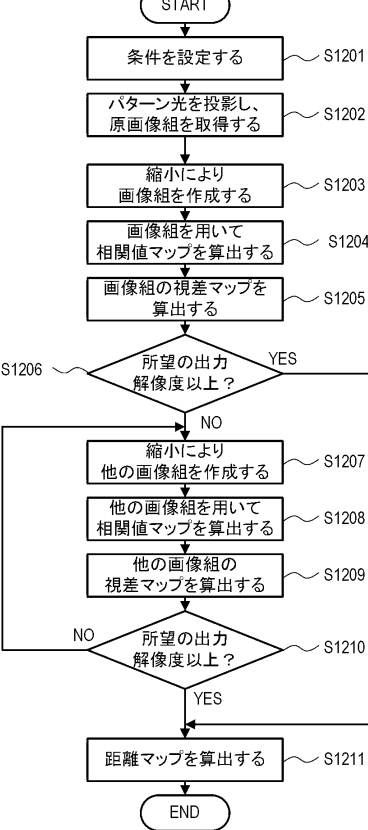 START
条件を設定する
S1201
パターン光を投影し、
原画像組を取得する
S1202
縮小により
画像組を作成する
S1203
画像組を用いて
相関値マップを算出する
S1204
画像組の視差マップを
算出する
S1205
所望の出力
解像度以上？
S1206
YES
NO
縮小により
他の画像組を作成する
S1207
他の画像組を用いて
相関値マップを算出する
S1208
他の画像組の
視差マップを算出する
S1209
所望の出力
解像度以上？
NO
S1210
YES
距離マップを算出する
S1211
END